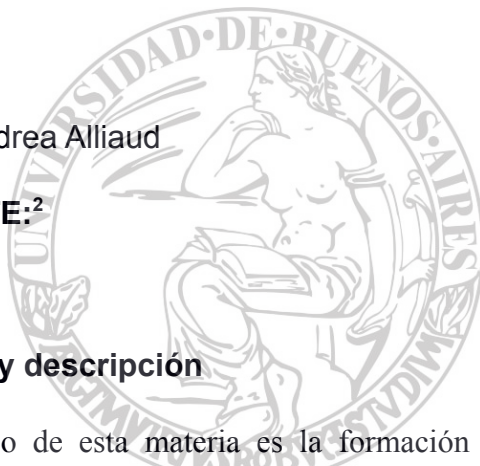 UNIVERSIDAD·DE·BUENOS·AIRES
drea Alliaud
E:²
y descripción
o de esta materia es la formación